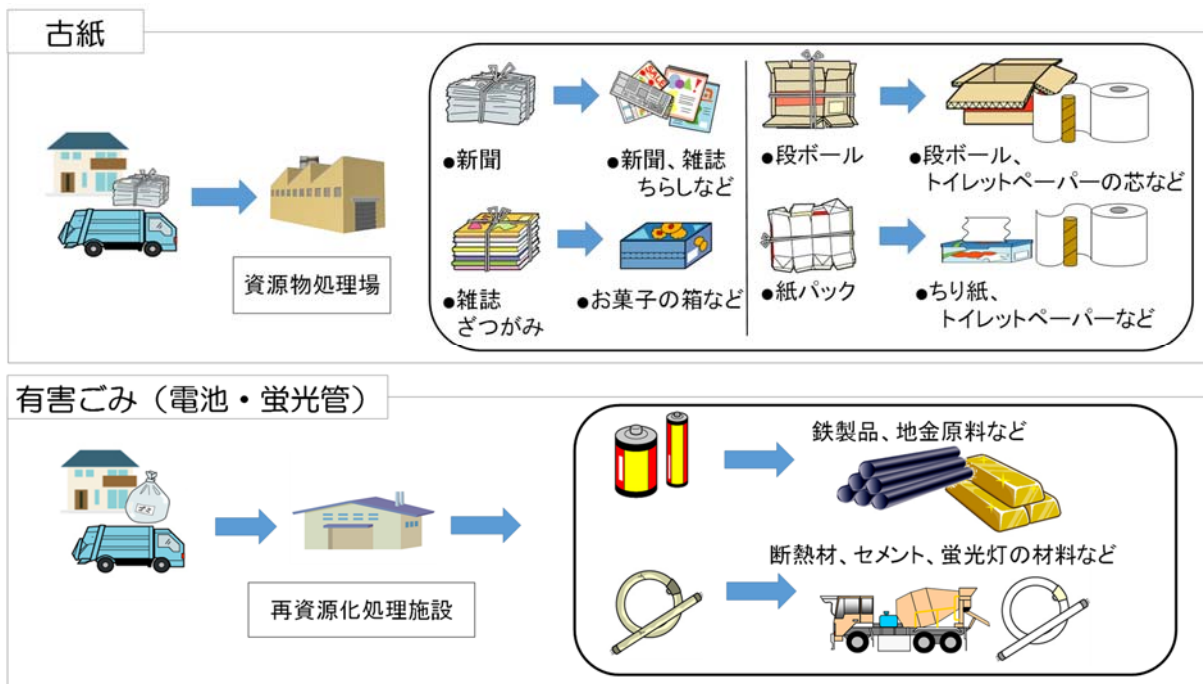 古紙
資源物処理場
●新聞
●新聞、雑誌
ちらしなど
●雑誌
ざつがみ
●お菓子の箱など
●段ボール
●段ボール、
トイレットペーパーの芯など
●紙パック
●ちり紙、
トイレットペーパーなど
有害ごみ（電池・蛍光管）
ゴミ
再資源化処理施設
鉄製品、地金原料など
断熱材、セメント、蛍光灯の材料など